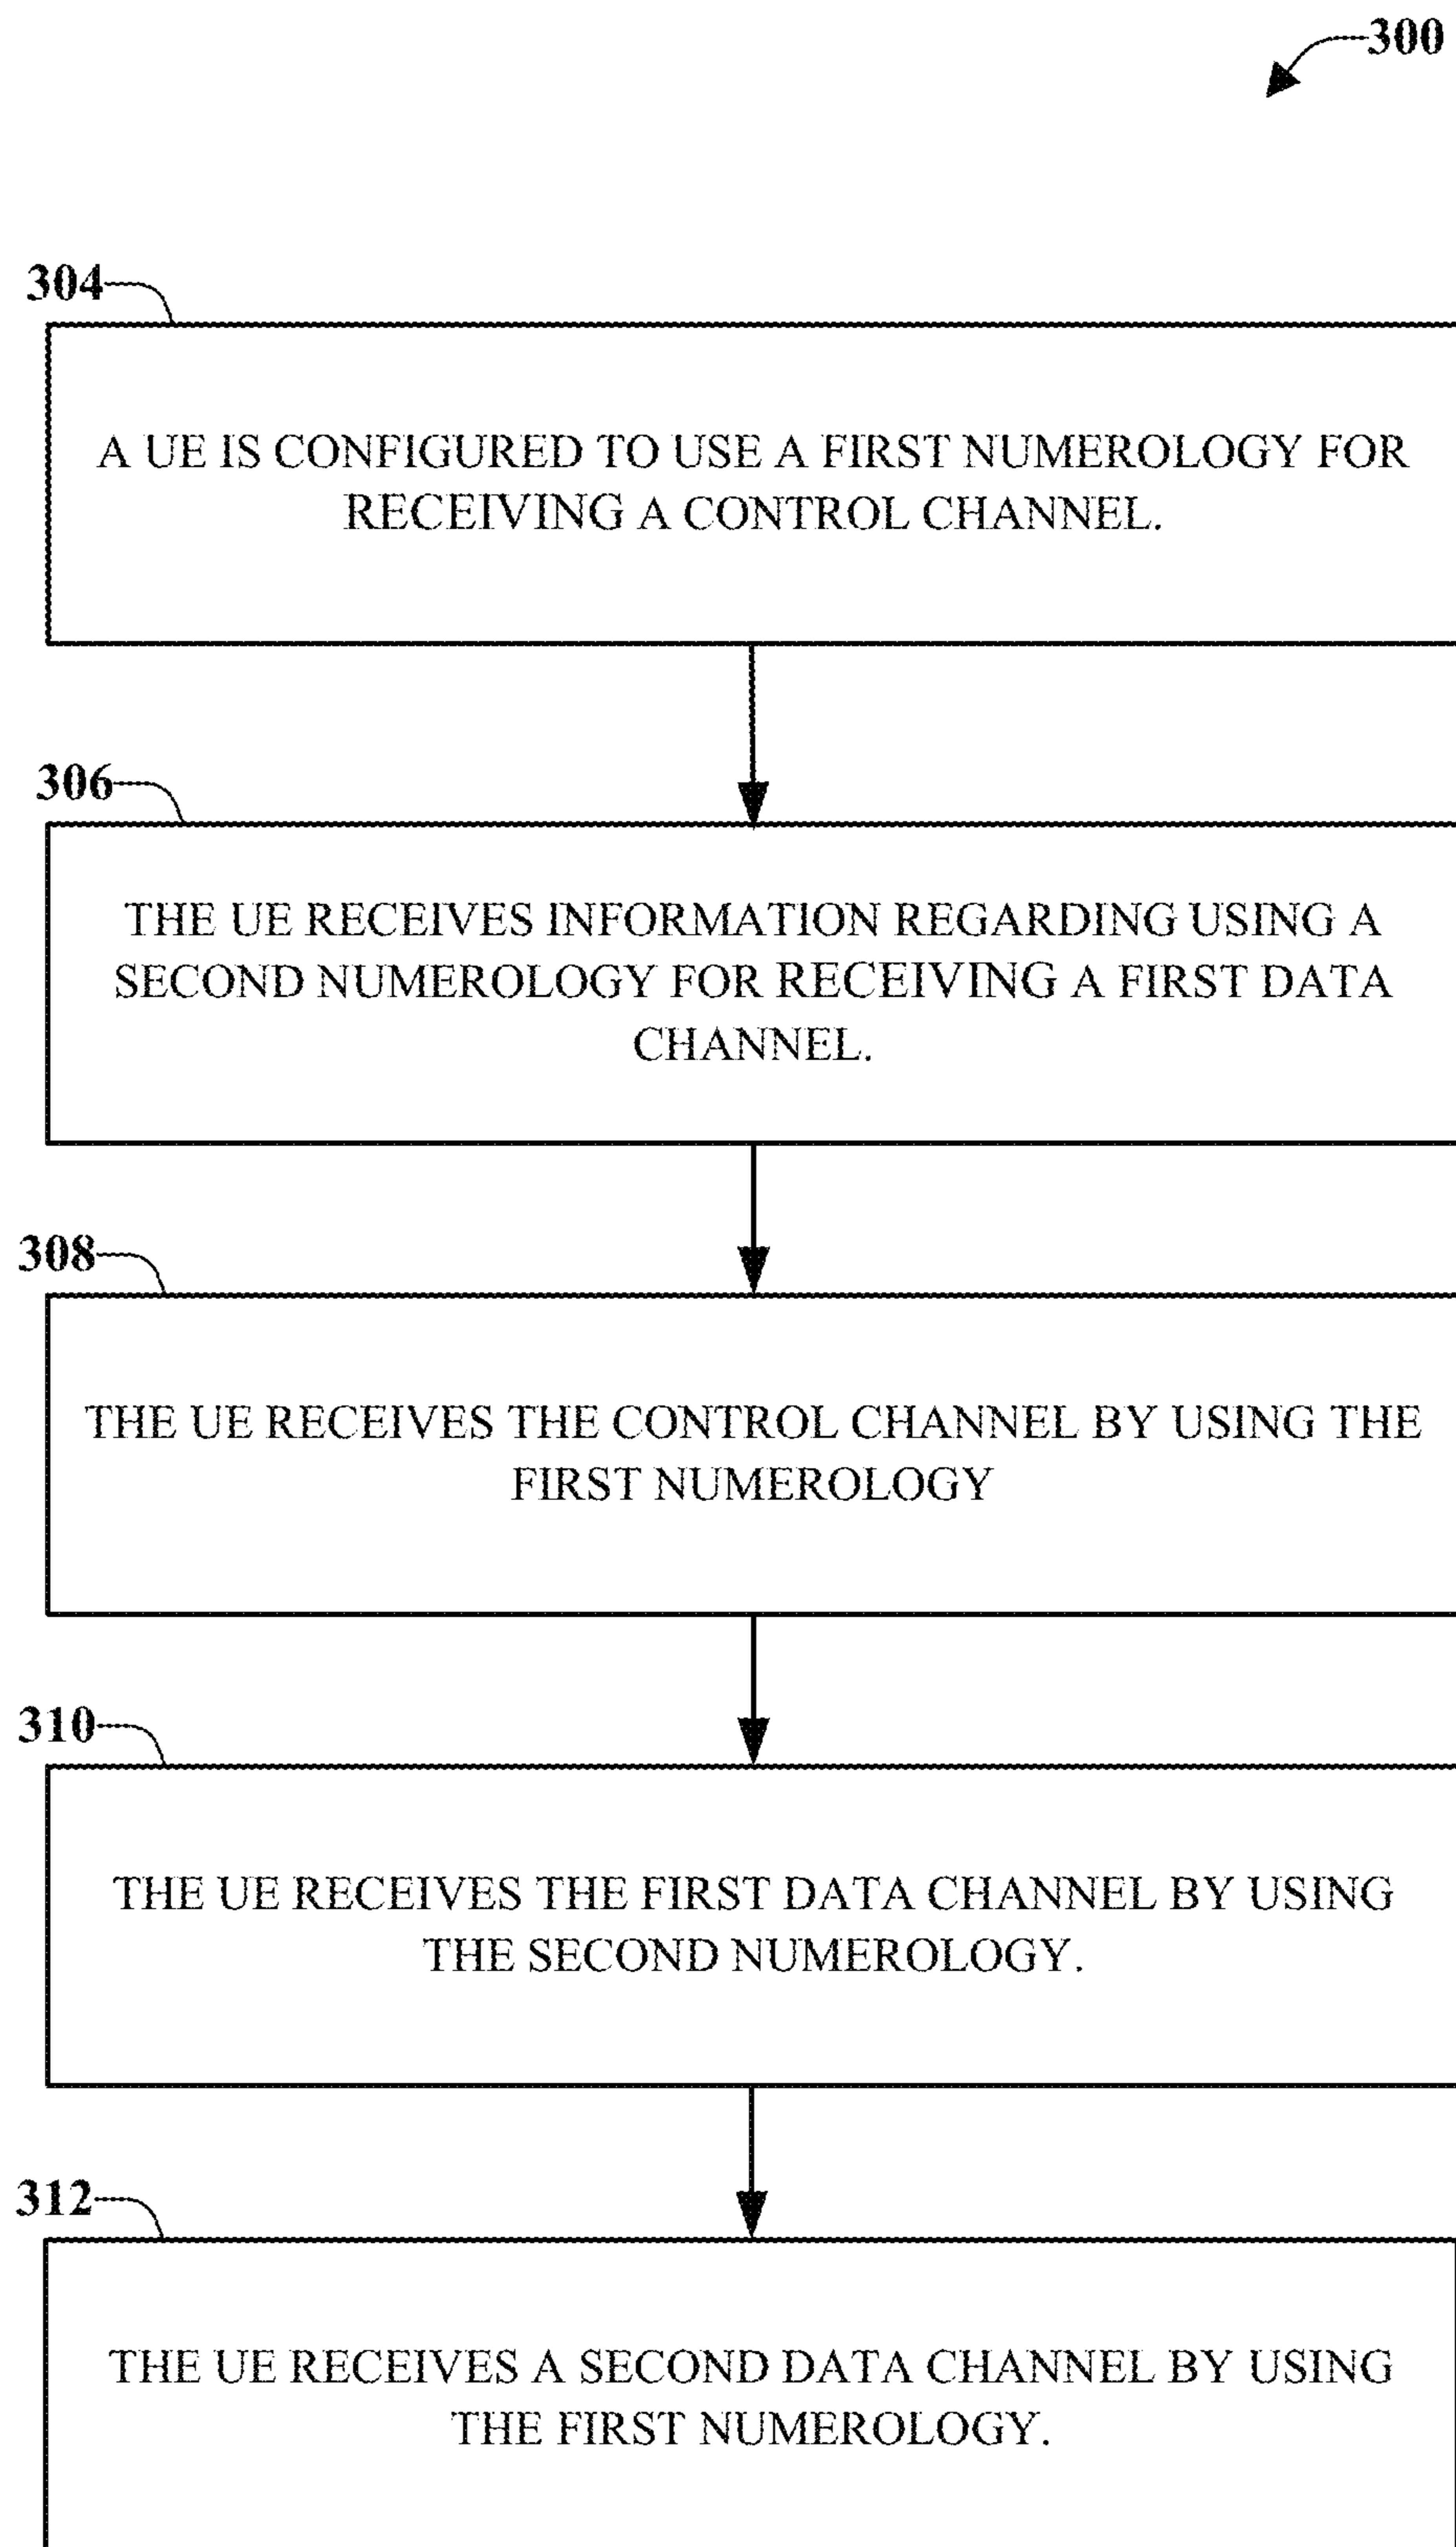 300
304
A UE IS CONFIGURED TO USE A FIRST NUMEROLOGY FOR
RECEIVING A CONTROL CHANNEL.
306
THE UE RECEIVES INFORMATION REGARDING USING A
SECOND NUMEROLOGY FOR RECEIVING A FIRST DATA
CHANNEL.
308
THE UE RECEIVES THE CONTROL CHANNEL BY USING THE
FIRST NUMEROLOGY
310
THE UE RECEIVES THE FIRST DATA CHANNEL BY USING
THE SECOND NUMEROLOGY.
312
THE UE RECEIVES A SECOND DATA CHANNEL BY USING
THE FIRST NUMEROLOGY.